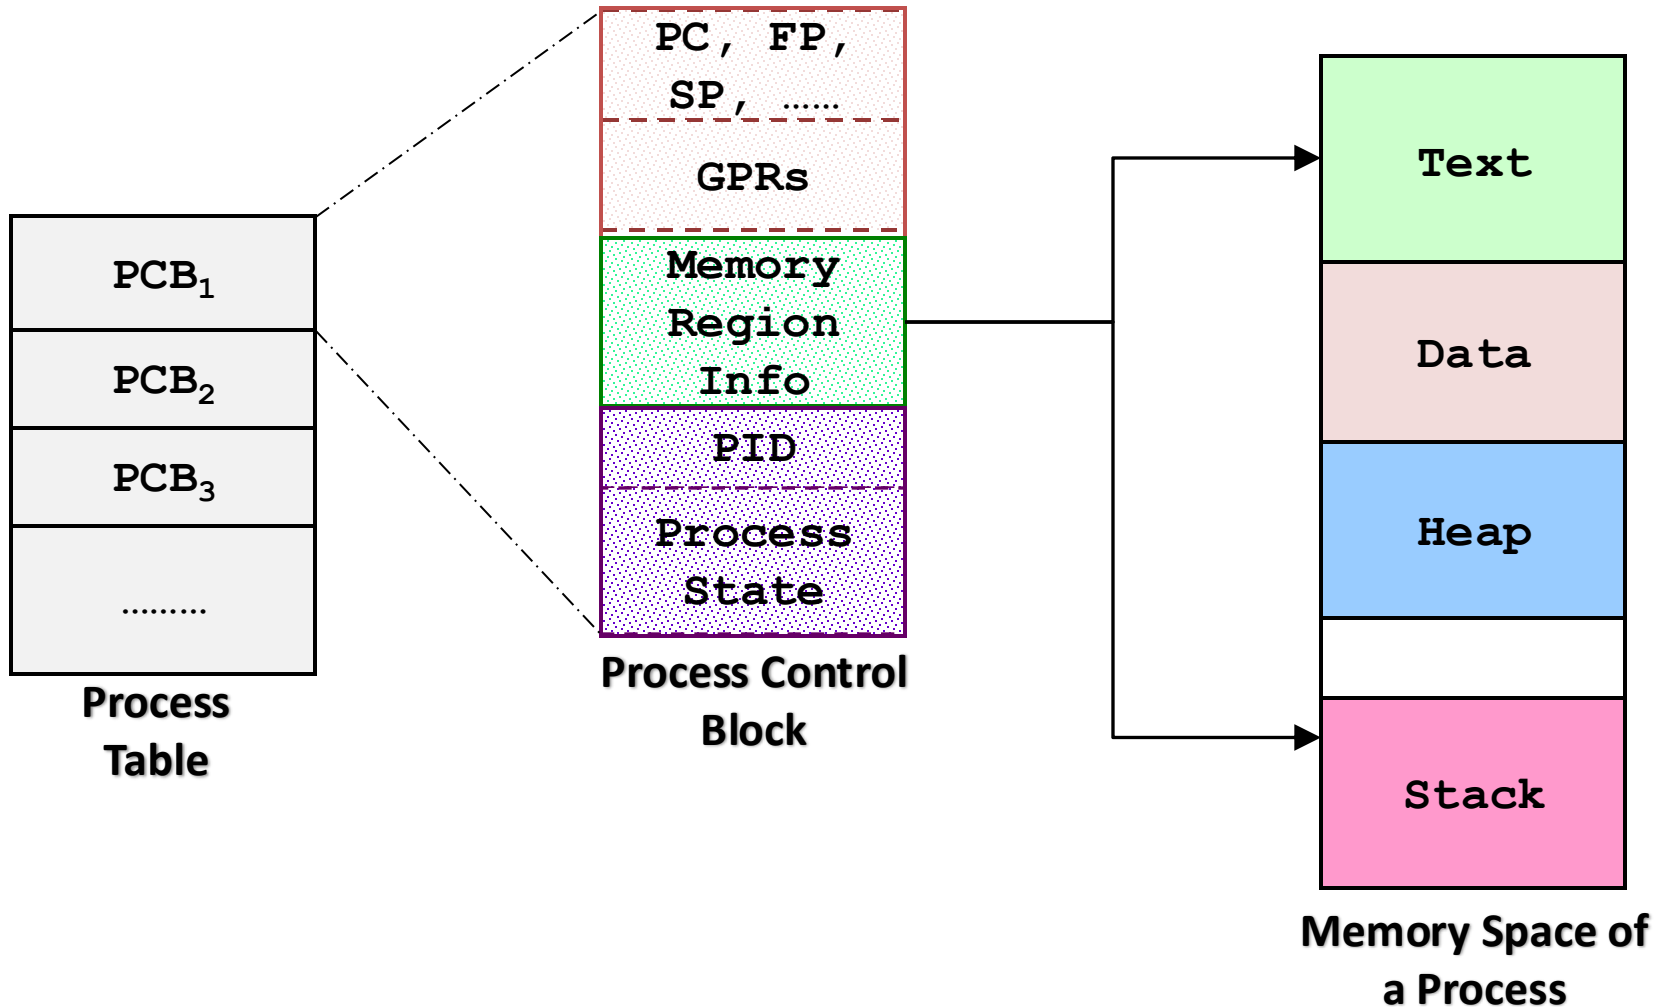 PCB₁
PCB₂
PCB₃
………
Process
Table
PC, FP,
SP, ……
GPRs
Memory
Region
Info
PID
Process
State
Process Control
Block
Text
Data
Heap
Stack
Memory Space of
a Process